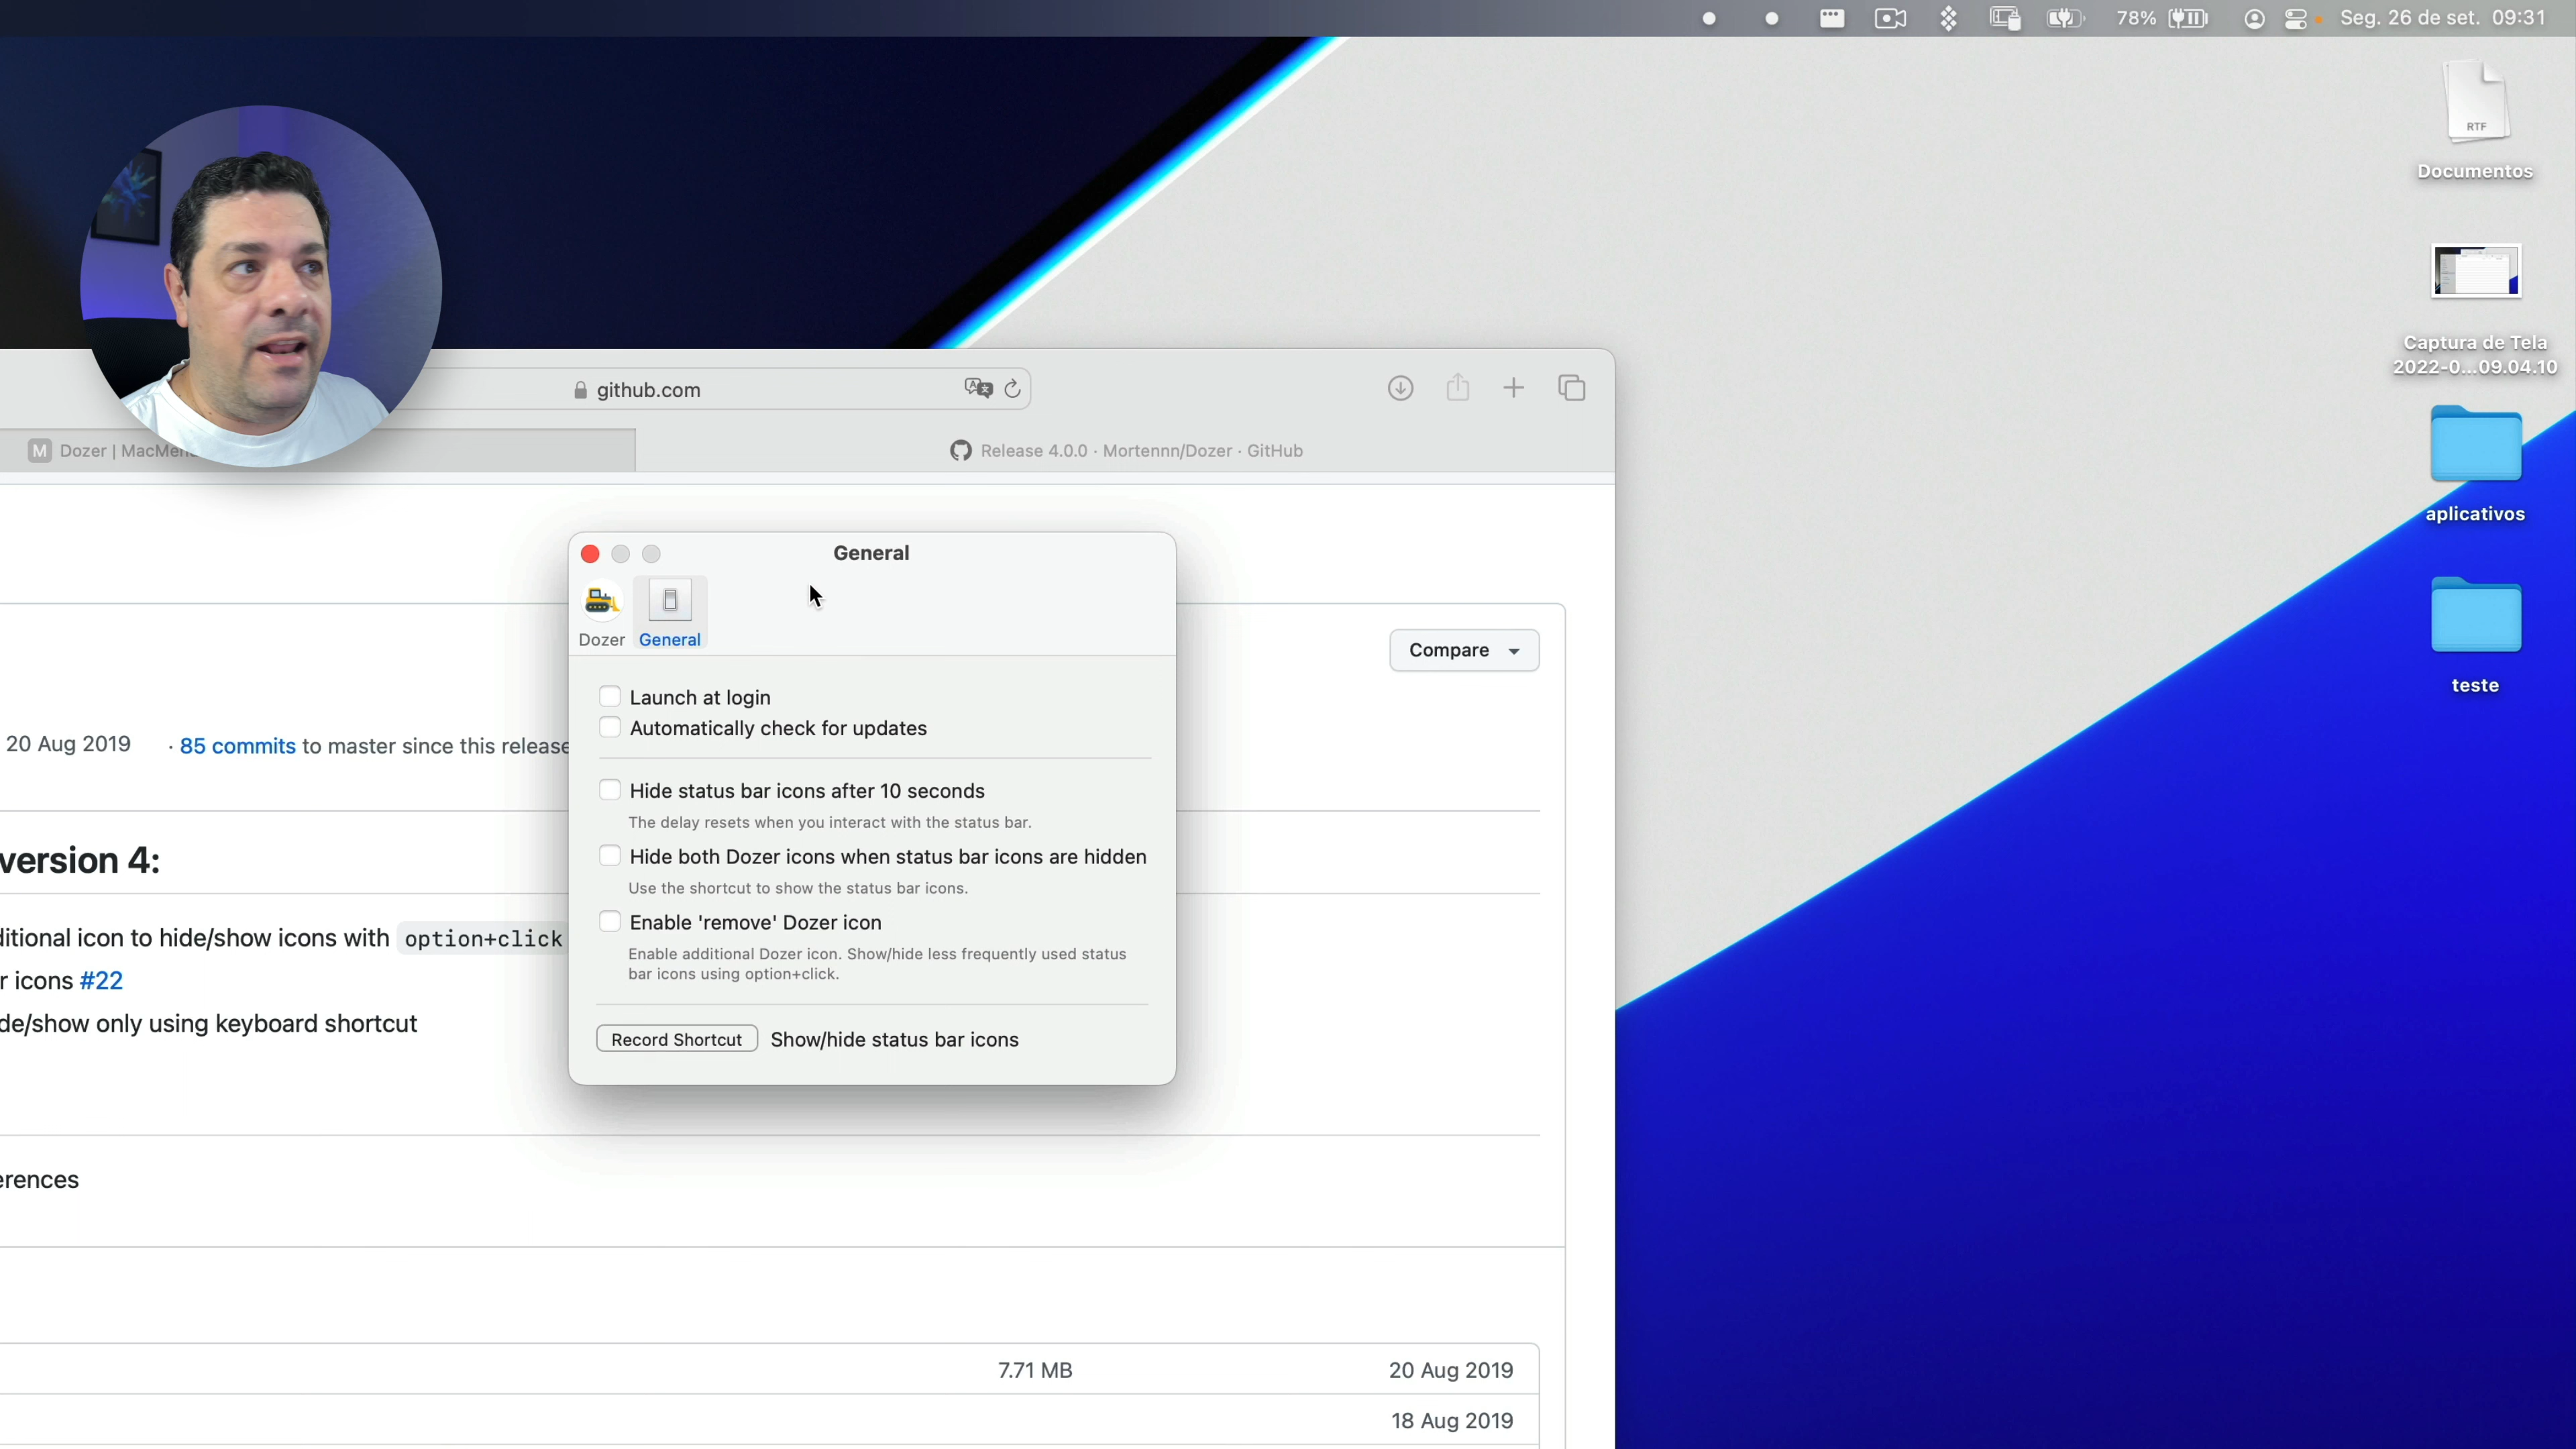 78%
Seg. 26 de set. 09:31
RTF
Documentos
Captura de Tela
2022-0...09.04.10
aplicativos
teste
github.com
M Dozer | MacMen
Release 4.0.0 · Mortennn/Dozer · GitHub
General
Dozer
General
Launch at login
Automatically check for updates
Hide status bar icons after 10 seconds
The delay resets when you interact with the status bar.
Hide both Dozer icons when status bar icons are hidden
Use the shortcut to show the status bar icons.
Enable 'remove' Dozer icon
Enable additional Dozer icon. Show/hide less frequently used status
bar icons using option+click.
Record Shortcut
Show/hide status bar icons
Compare
20 Aug 2019 · 85 commits to master since this release
version 4:
ditional icon to hide/show icons with option+click
r icons #22
de/show only using keyboard shortcut
erences
7.71 MB
20 Aug 2019
18 Aug 2019